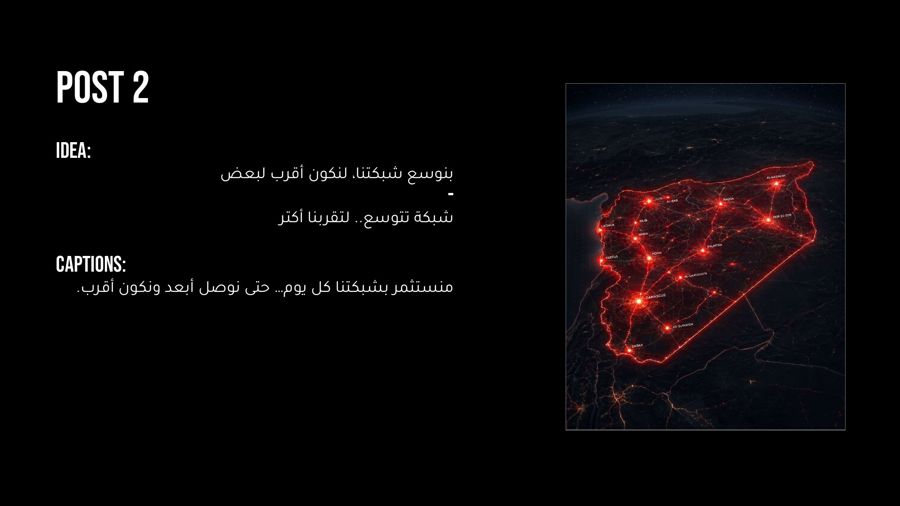 POST 2
IDEA:
بنوسع شبكتنا، لنكون أقرب لبعض
-
شبكة تتوسع.. لتقربنا أكتر
CAPTIONS:
منستثمر بشبكتنا كل يوم… حتى نوصل أبعد ونكون أقرب.
DAMASCUS